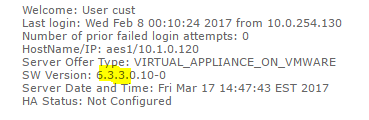 Welcome: User cust
Last login: Wed Feb 8 00:10:24 2017 from 10.0.254.130
Number of prior failed login attempts: 0
HostName/IP: aes1/10.1.0.120
Server Offer Type: VIRTUAL_APPLIANCE_ON_VMWARE
SW Version: 6.3.3.0.10-0
Server Date and Time: Fri Mar 17 14:47:43 EST 2017
HA Status: Not Configured